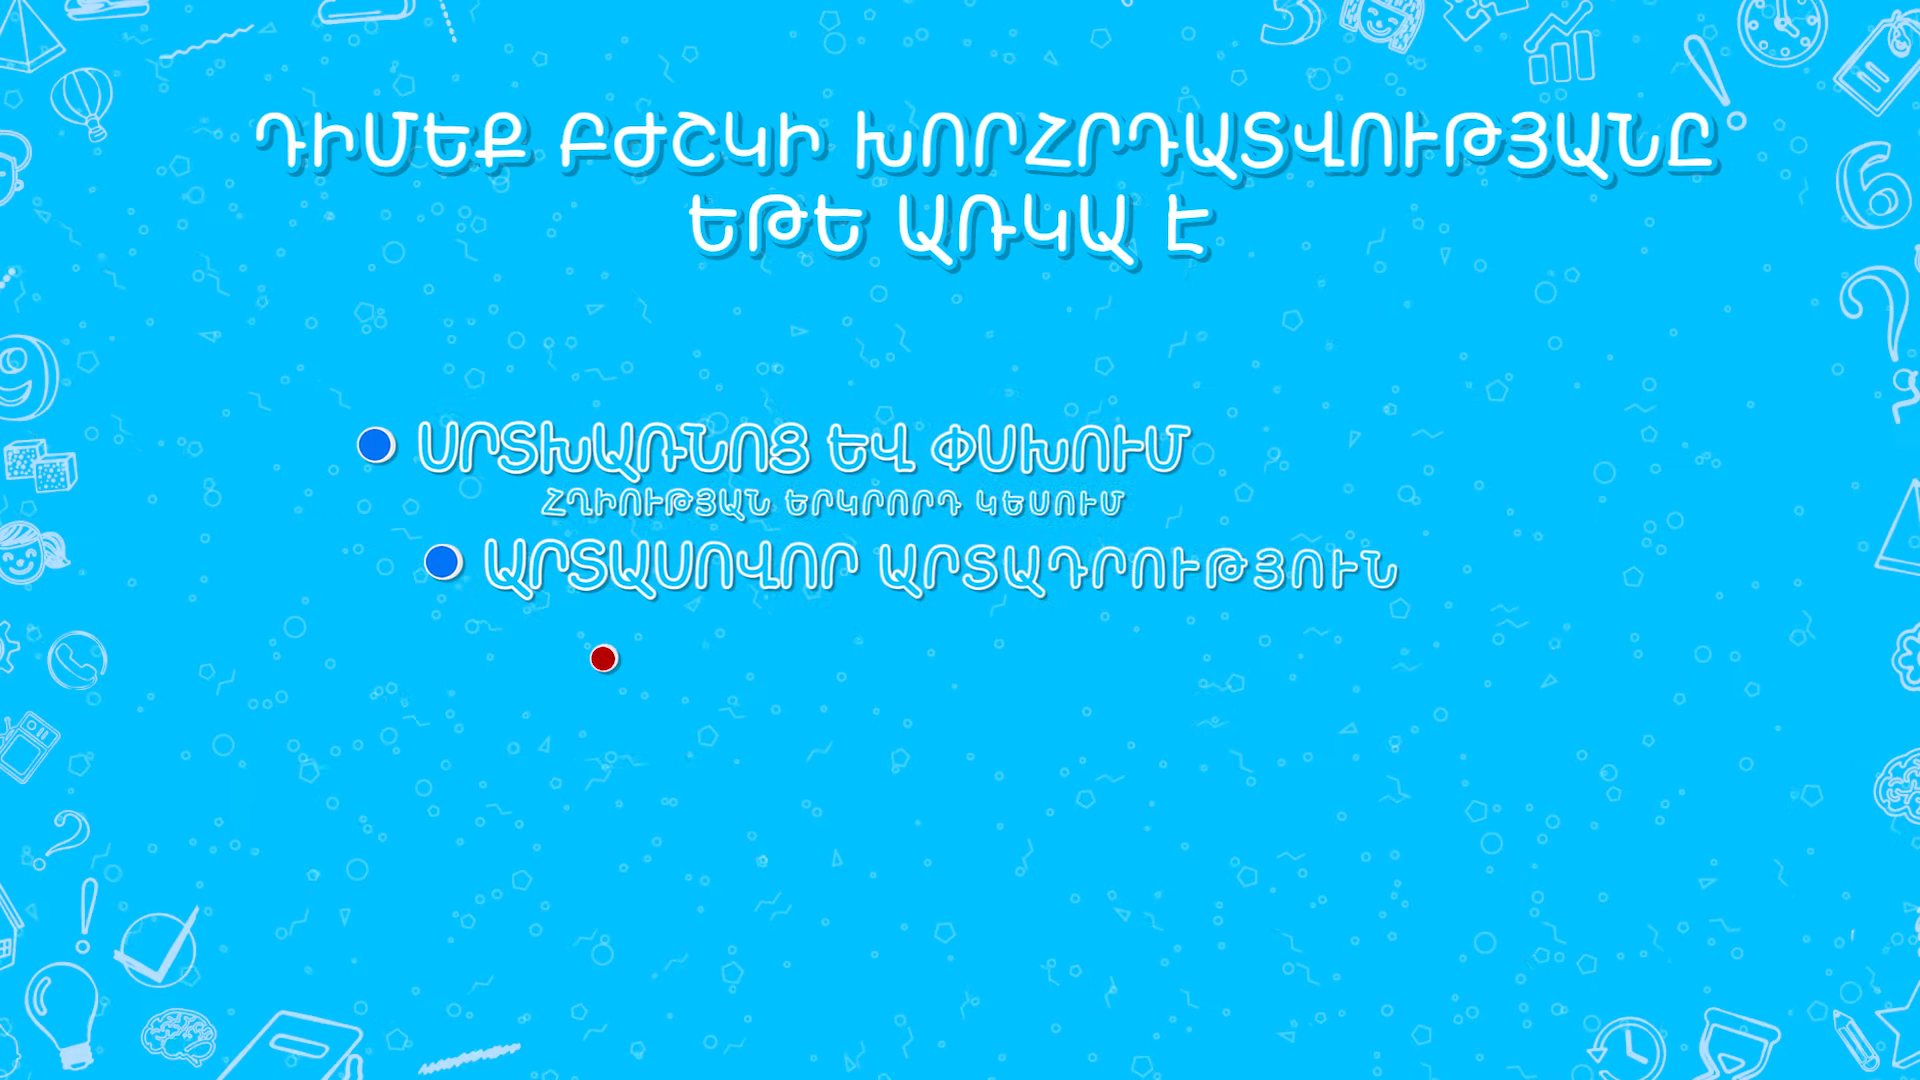 ԴԻՄԵՔ ԲԺՇԿԻ ԽՈՐՀՐԴԱՏՎՈՒԹՅԱՆԸ
ԵԹԵ ԱՌԿԱ Է
ՍՐՏԽԱՌՆՈՑ ԵՎ ՓՍԽՈՒՄ
ՀՂԻՈՒԹՅԱՆ ԵՐԿՐՈՐԴ ԿԵՍՈՒՄ
ԱՐՏԱՍՈՎՈՐ ԱՐՏԱԴՐՈՒԹՅՈՒՆ